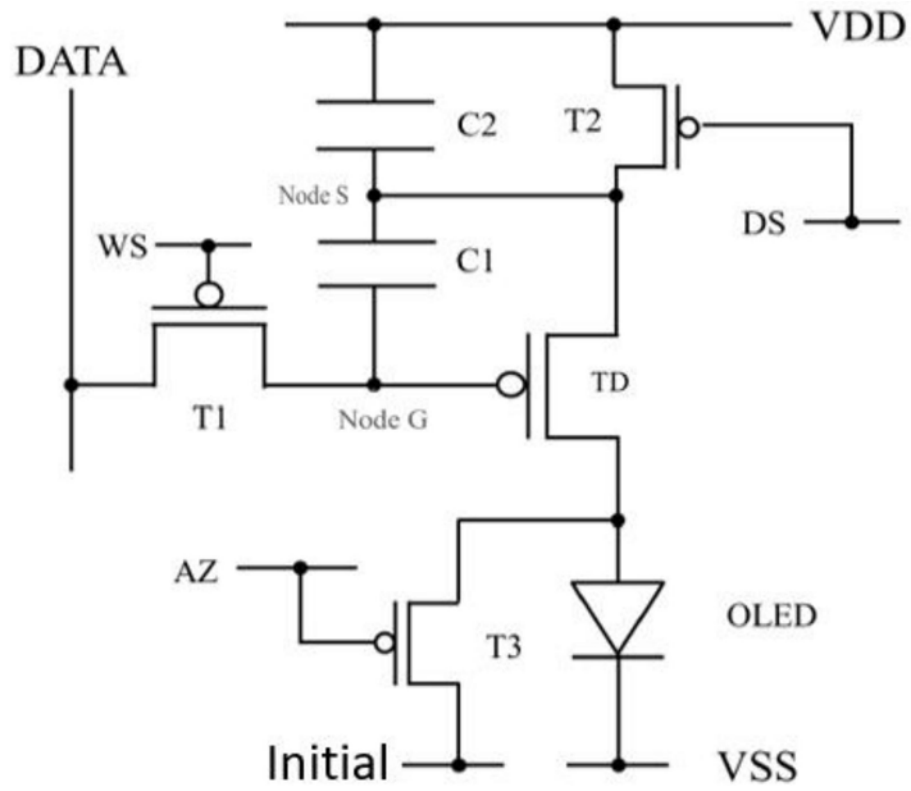 VDD
DATA
C2
T2
Node S
DS
WS
C1
TD
T1
Node G
AZ
OLED
T3
Initial
VSS